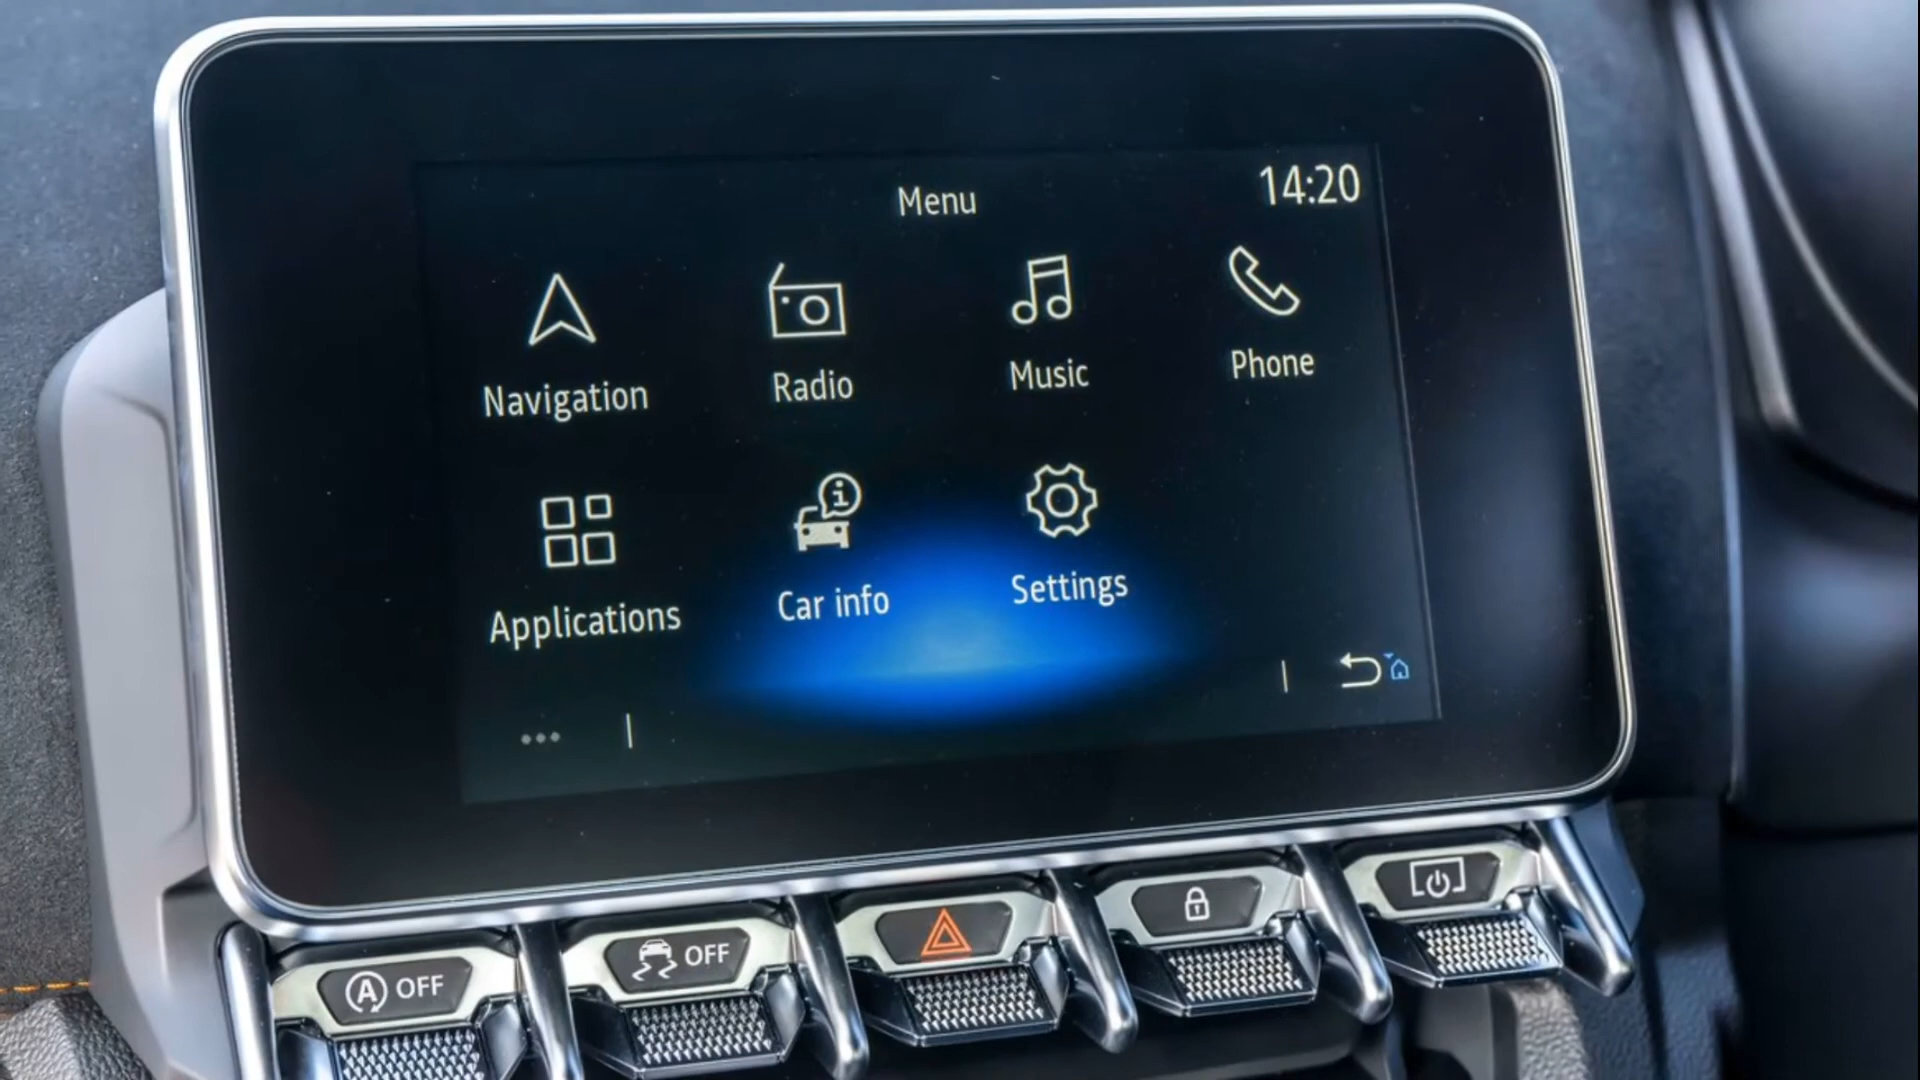 Menu
14:20
Navigation
Radio
Music
Phone
Applications
Car info
Settings
A OFF
OFF